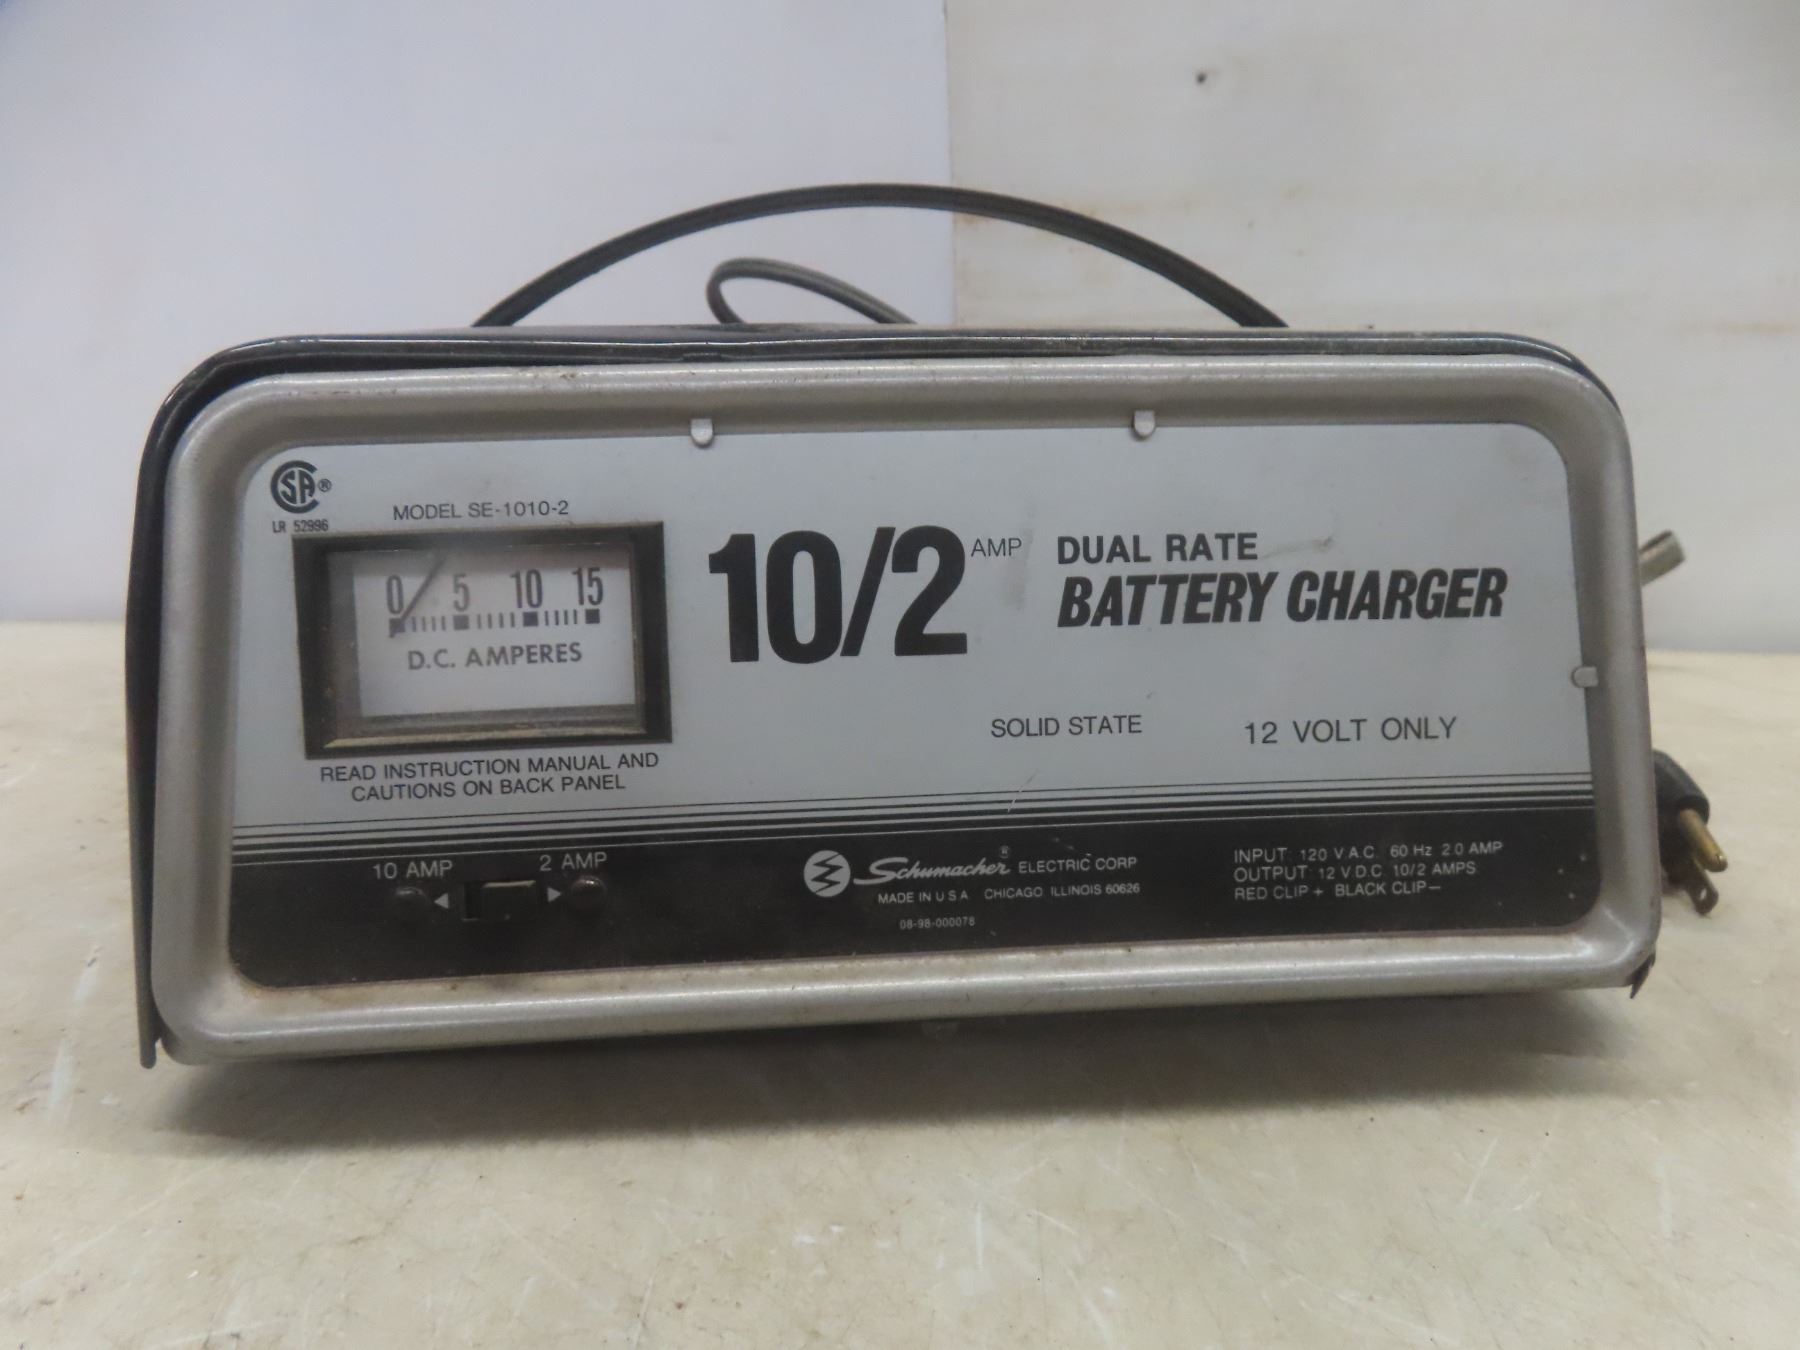 CSA®
LR 52996
MODEL SE-1010-2
0 5 10 15
D.C. AMPERES
READ INSTRUCTION MANUAL AND
CAUTIONS ON BACK PANEL
10/2 AMP
DUAL RATE
BATTERY CHARGER
SOLID STATE
12 VOLT ONLY
10 AMP
2 AMP
Schumacher® ELECTRIC CORP
MADE IN U S A CHICAGO, ILLINOIS 60626
08-98-000078
INPUT: 120 V.A.C. 60 Hz 2.0 AMP
OUTPUT: 12 V.D.C. 10/2 AMPS
RED CLIP + BLACK CLIP −